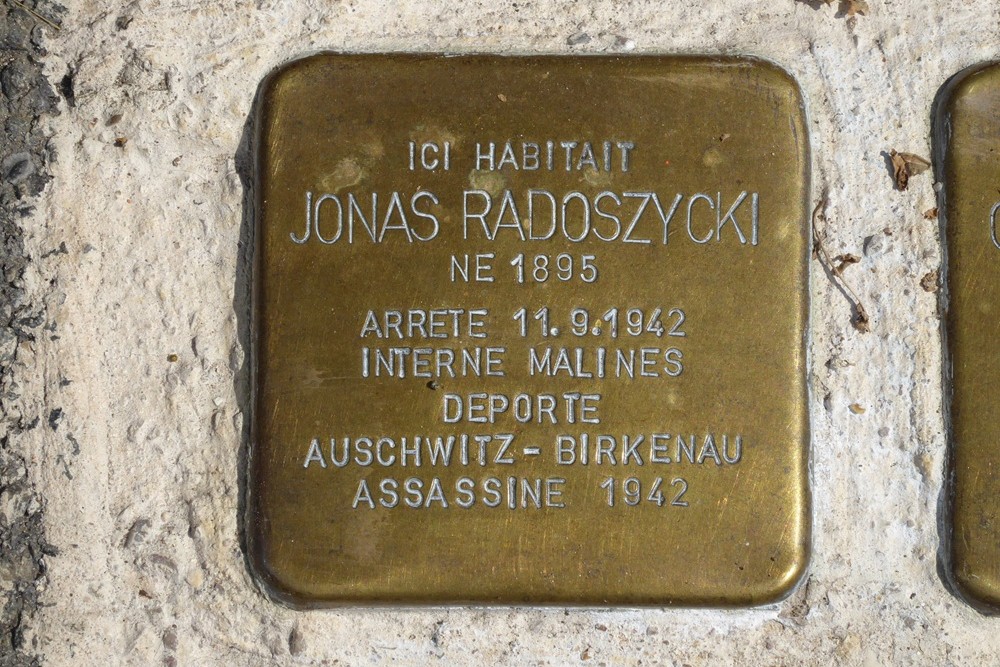 ICI HABITAIT
JONAS RADOSZYCKI
NE 1895
ARRETE 11.9.1942
INTERNE MALINES
DEPORTE
AUSCHWITZ-BIRKENAU
ASSASSINE 1942